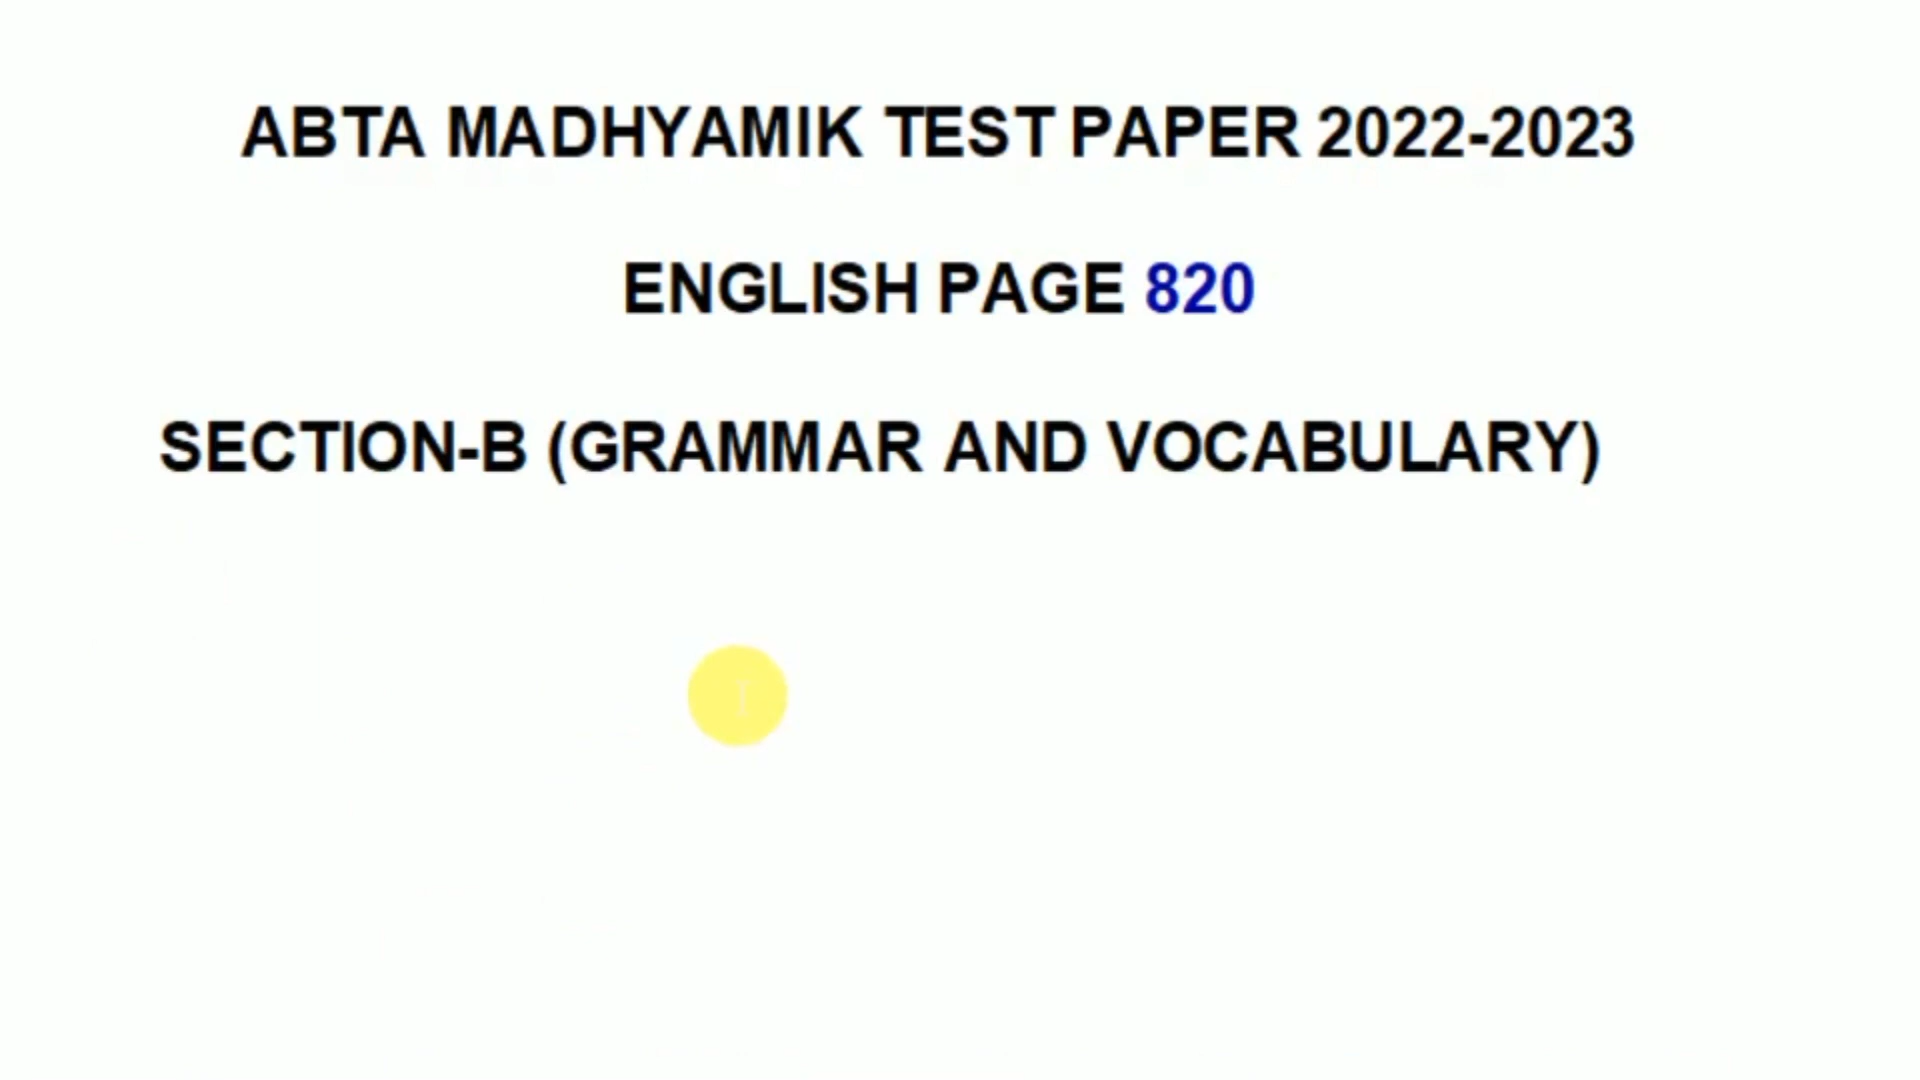 ABTA MADHYAMIK TEST PAPER 2022-2023
ENGLISH PAGE 820
SECTION-B (GRAMMAR AND VOCABULARY)